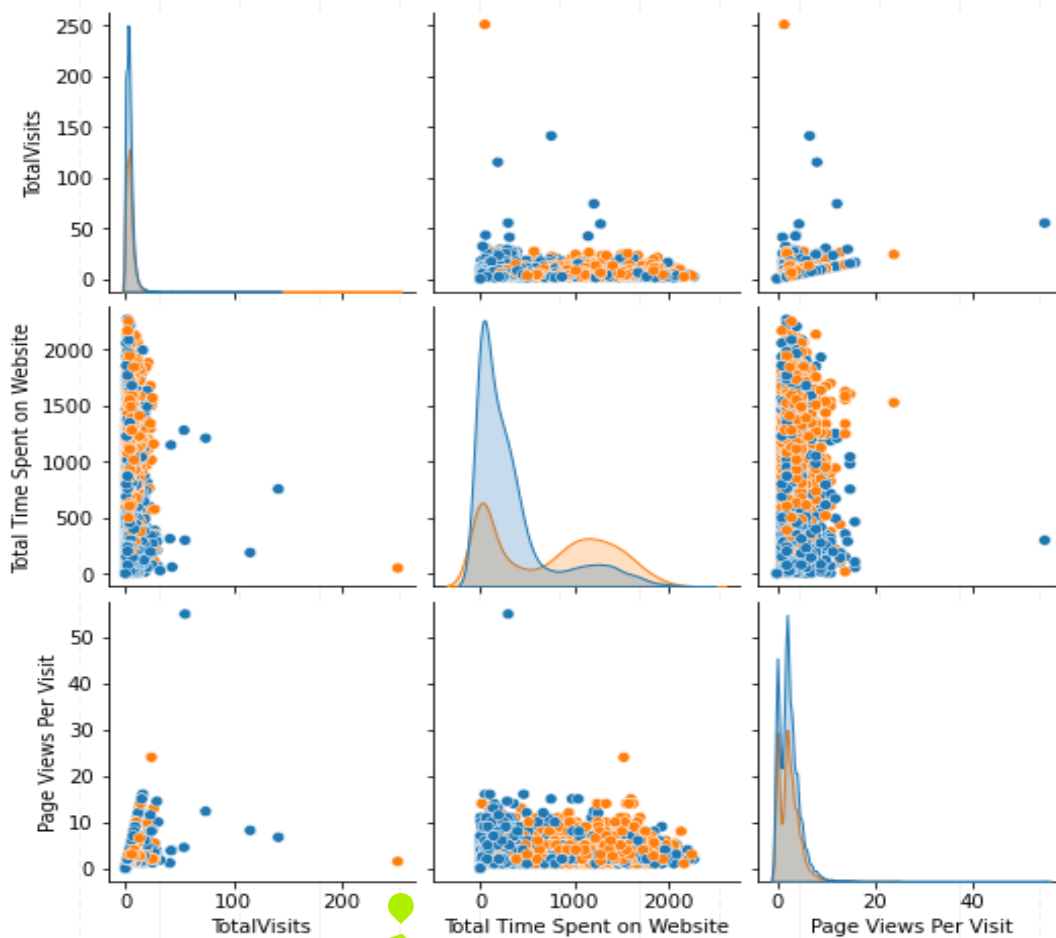 250
200
150
100
50
0
TotalVisits
2000
1500
1000
500
0
Total Time Spent on Website
50
40
30
20
10
0
Page Views Per Visit
0 100 200
TotalVisits
0 1000 2000
Total Time Spent on Website
0 20 40
Page Views Per Visit